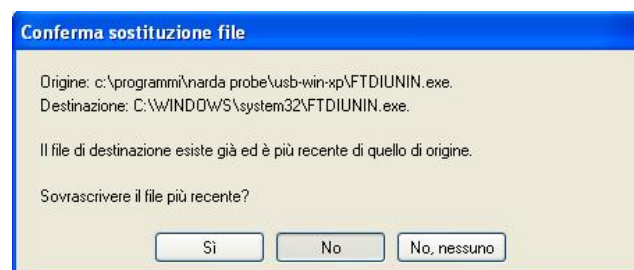 Conferma sostituzione file
Origine: c:\programmi\narda probe\usb-win-xp\FTDIUNIN.exe.
Destinazione: C:\WINDOWS\system32\FTDIUNIN.exe.
Il file di destinazione esiste già ed è più recente di quello di origine.
Sovrascrivere il file più recente?
Sì No No, nessuno